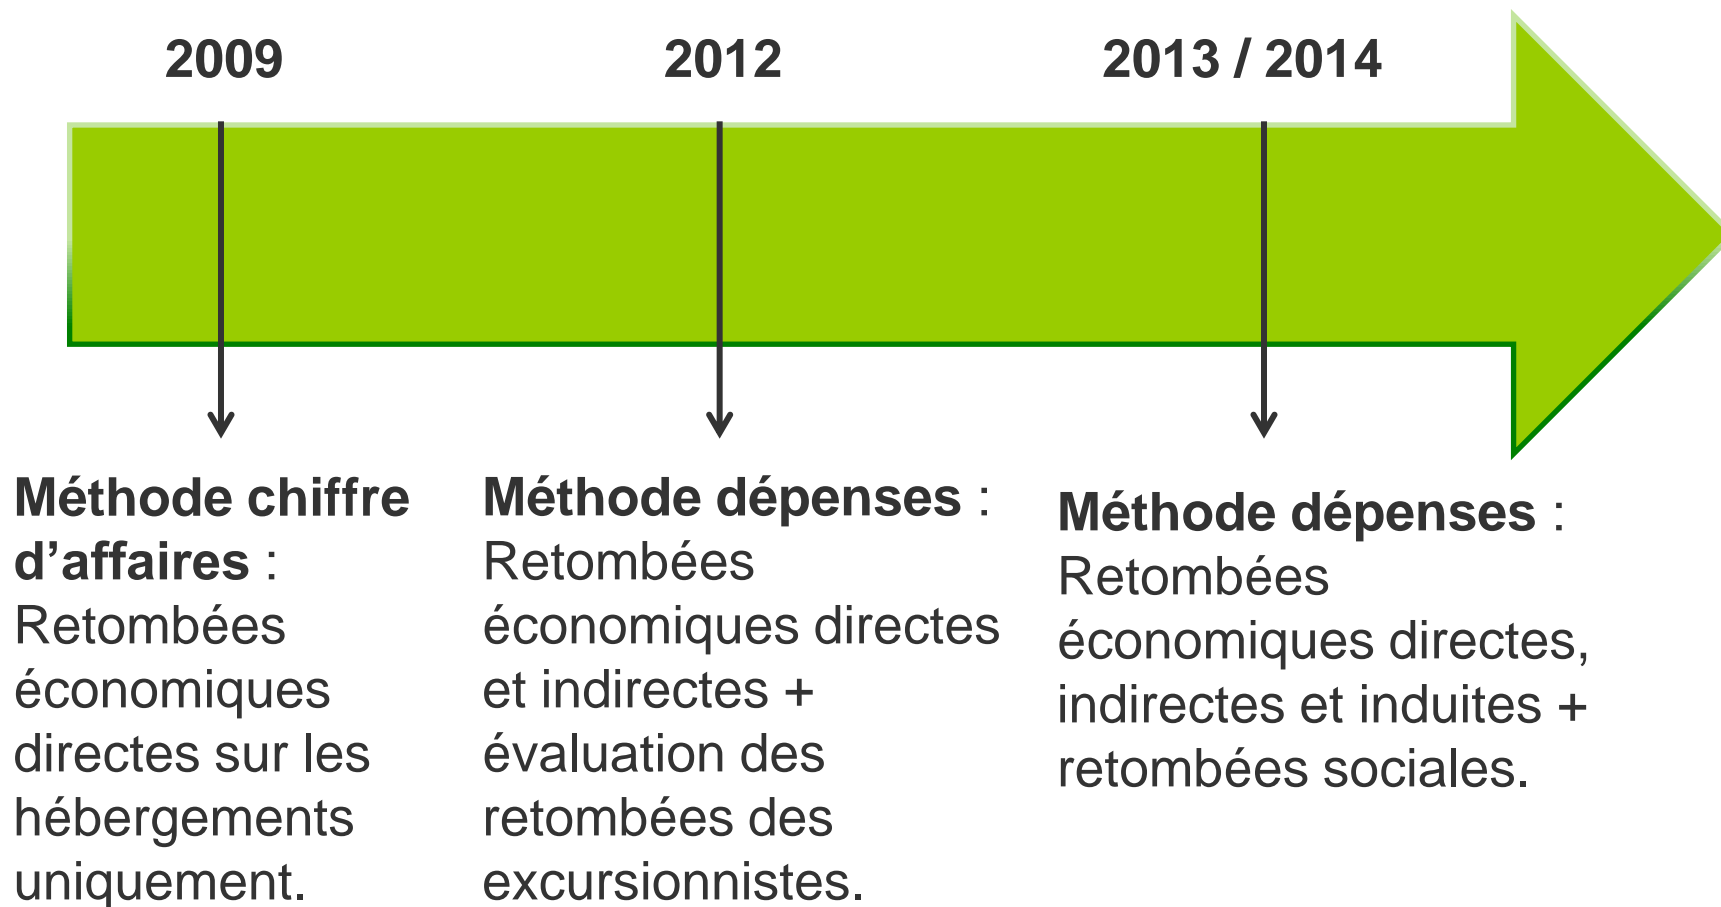 2009
2012
2013 / 2014
Méthode chiffre
d’affaires :
Retombées
économiques
directes sur les
hébergements
uniquement.
Méthode dépenses :
Retombées
économiques directes
et indirectes +
évaluation des
retombées des
excursionnistes.
Méthode dépenses :
Retombées
économiques directes,
indirectes et induites +
retombées sociales.